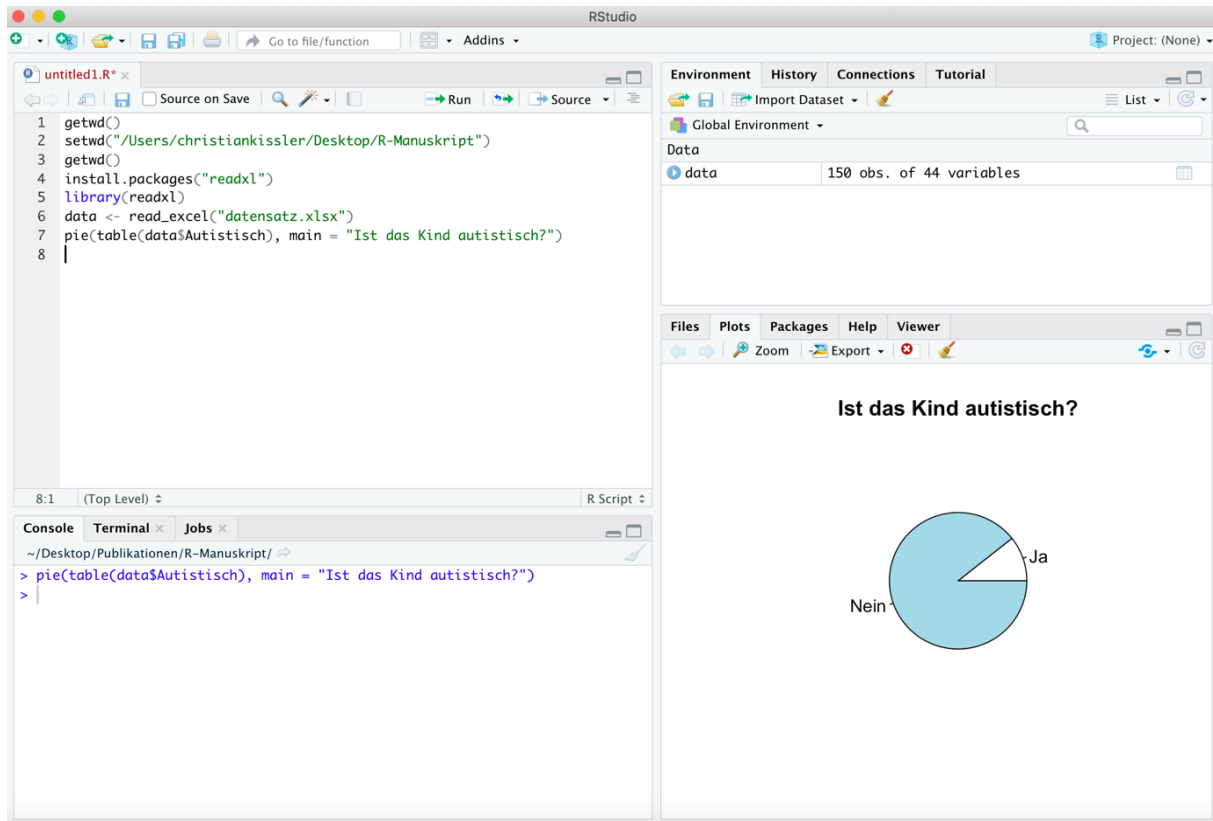 RStudio
Go to file/function
Addins
Project: (None)
untitled1.R*
Source on Save
Run
Source
1 getwd()
2 setwd("/Users/christiankissler/Desktop/R-Manuskript")
3 getwd()
4 install.packages("readxl")
5 library(readxl)
6 data <- read_excel("datensatz.xlsx")
7 pie(table(data$Autistisch), main = "Ist das Kind autistisch?")
8
8:1 (Top Level) R Script
Console Terminal Jobs
~/Desktop/Publikationen/R-Manuskript/
> pie(table(data$Autistisch), main = "Ist das Kind autistisch?")
>
Environment History Connections Tutorial
Import Dataset List
Global Environment
Data
data 150 obs. of 44 variables
Files Plots Packages Help Viewer
Zoom Export
Ist das Kind autistisch?
Ja
Nein